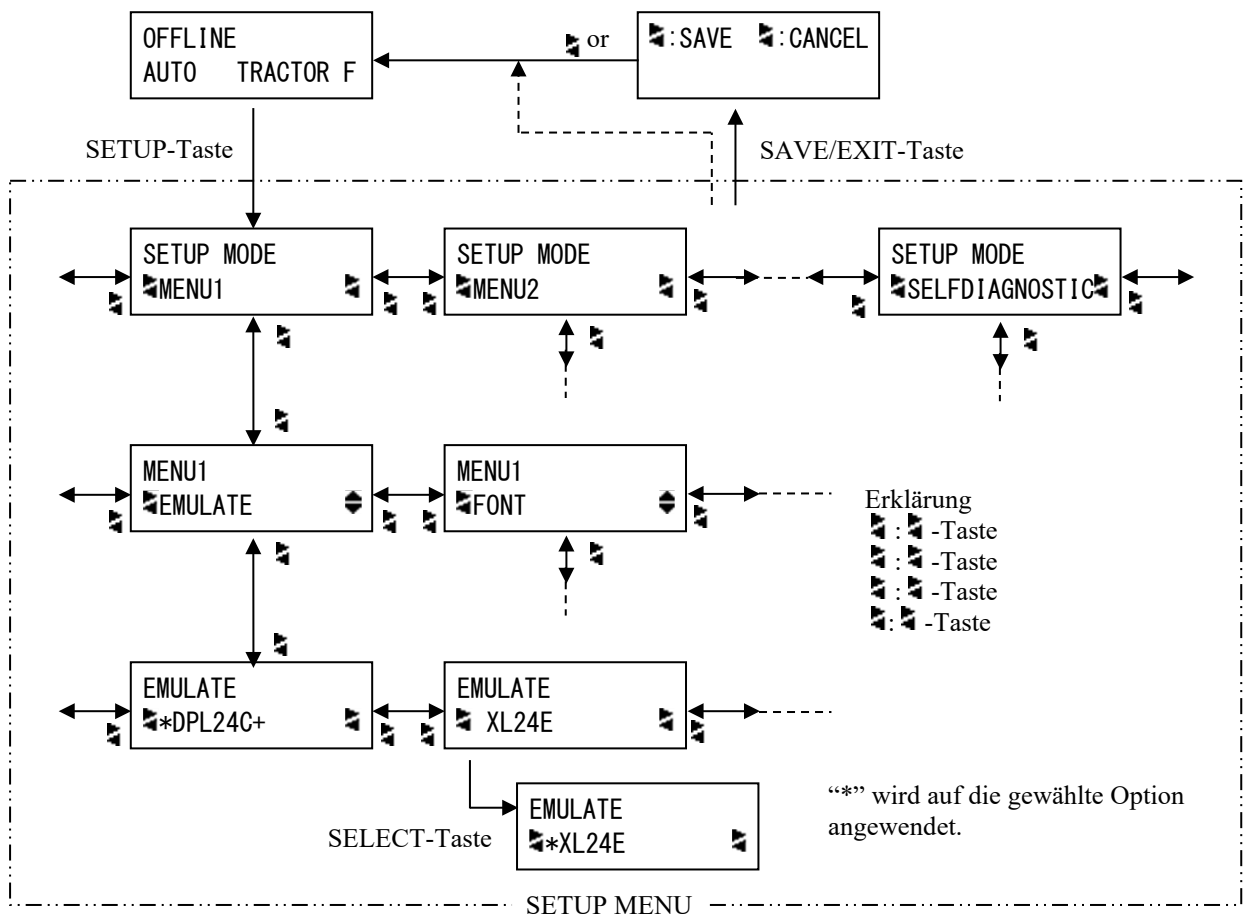 OFFLINE
AUTO TRACTOR F
or
:SAVE :CANCEL
SETUP-Taste
SAVE/EXIT-Taste
SETUP MODE
MENU1
SETUP MODE
MENU2
SETUP MODE
SELFDIAGNOSTIC
MENU1
EMULATE
MENU1
FONT
Erklärung
: -Taste
: -Taste
: -Taste
: -Taste
EMULATE
*DPL24C+
EMULATE
XL24E
SELECT-Taste
EMULATE
*XL24E
“*” wird auf die gewählte Option
angewendet.
SETUP MENU